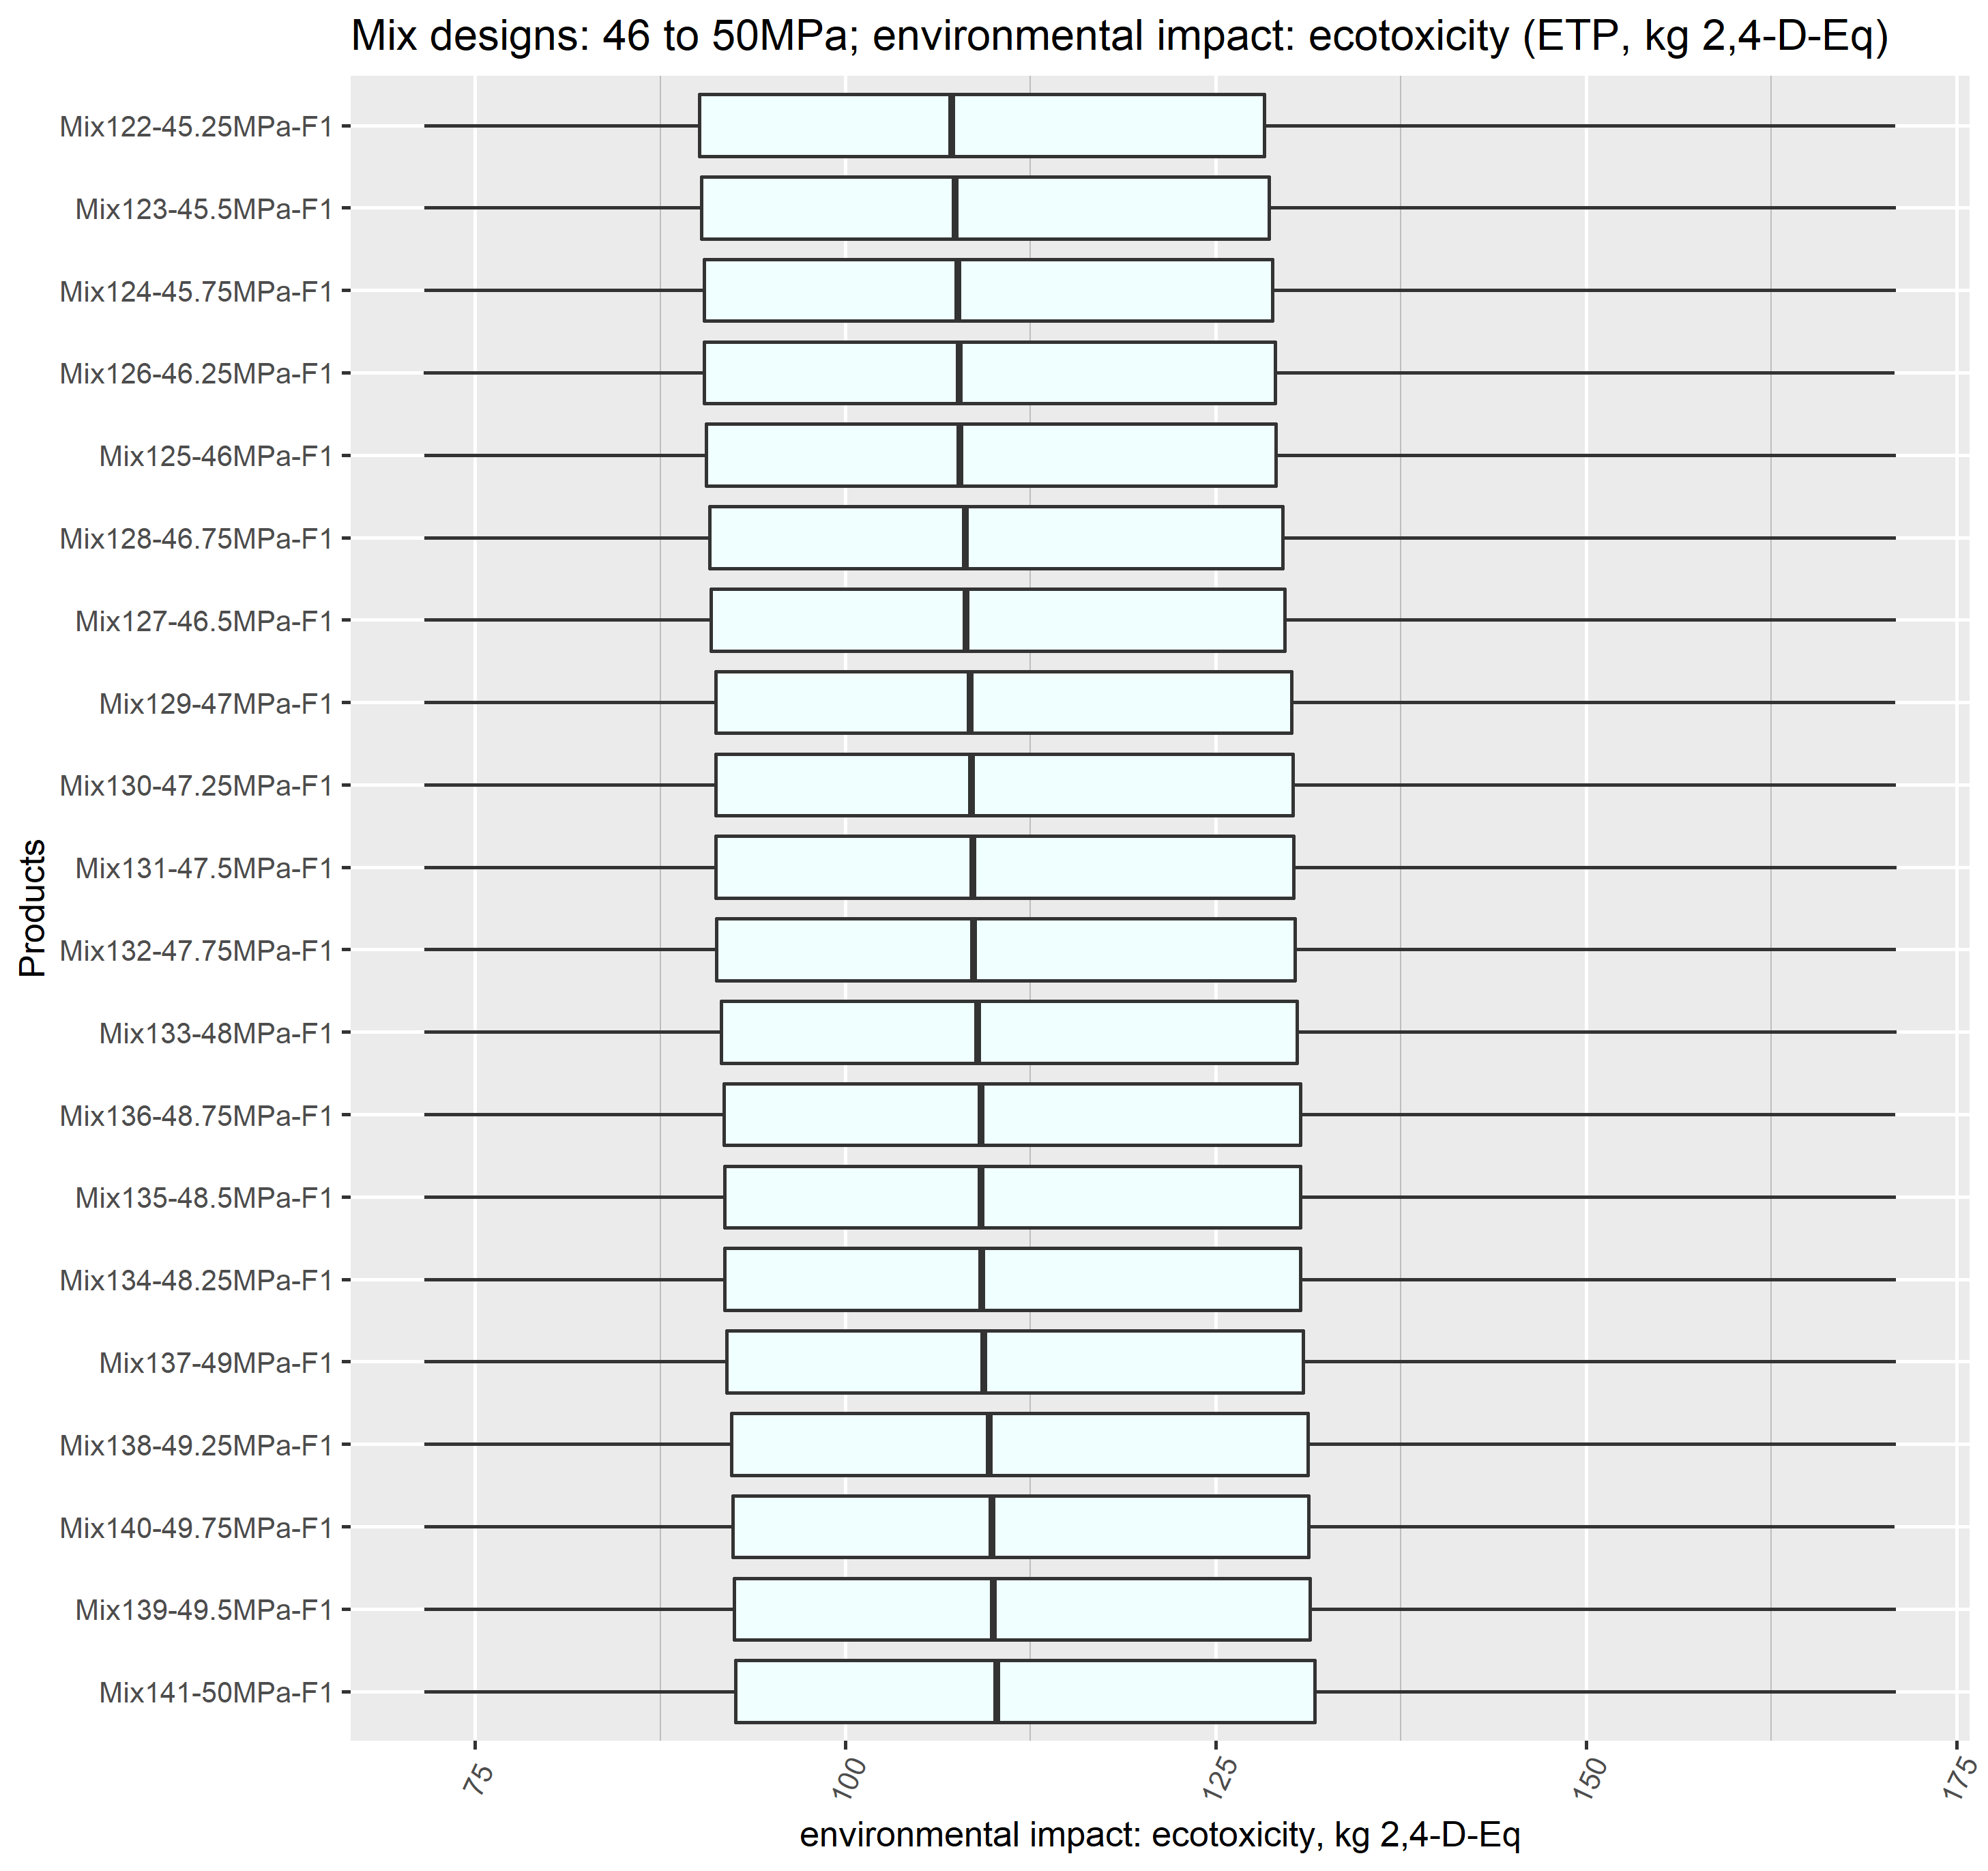 Mix designs: 46 to 50MPa; environmental impact: ecotoxicity (ETP, kg 2,4-D-Eq)
Products
Mix122-45.25MPa-F1
Mix123-45.5MPa-F1
Mix124-45.75MPa-F1
Mix126-46.25MPa-F1
Mix125-46MPa-F1
Mix128-46.75MPa-F1
Mix127-46.5MPa-F1
Mix129-47MPa-F1
Mix130-47.25MPa-F1
Mix131-47.5MPa-F1
Mix132-47.75MPa-F1
Mix133-48MPa-F1
Mix136-48.75MPa-F1
Mix135-48.5MPa-F1
Mix134-48.25MPa-F1
Mix137-49MPa-F1
Mix138-49.25MPa-F1
Mix140-49.75MPa-F1
Mix139-49.5MPa-F1
Mix141-50MPa-F1
75 100 125 150 175
environmental impact: ecotoxicity, kg 2,4-D-Eq